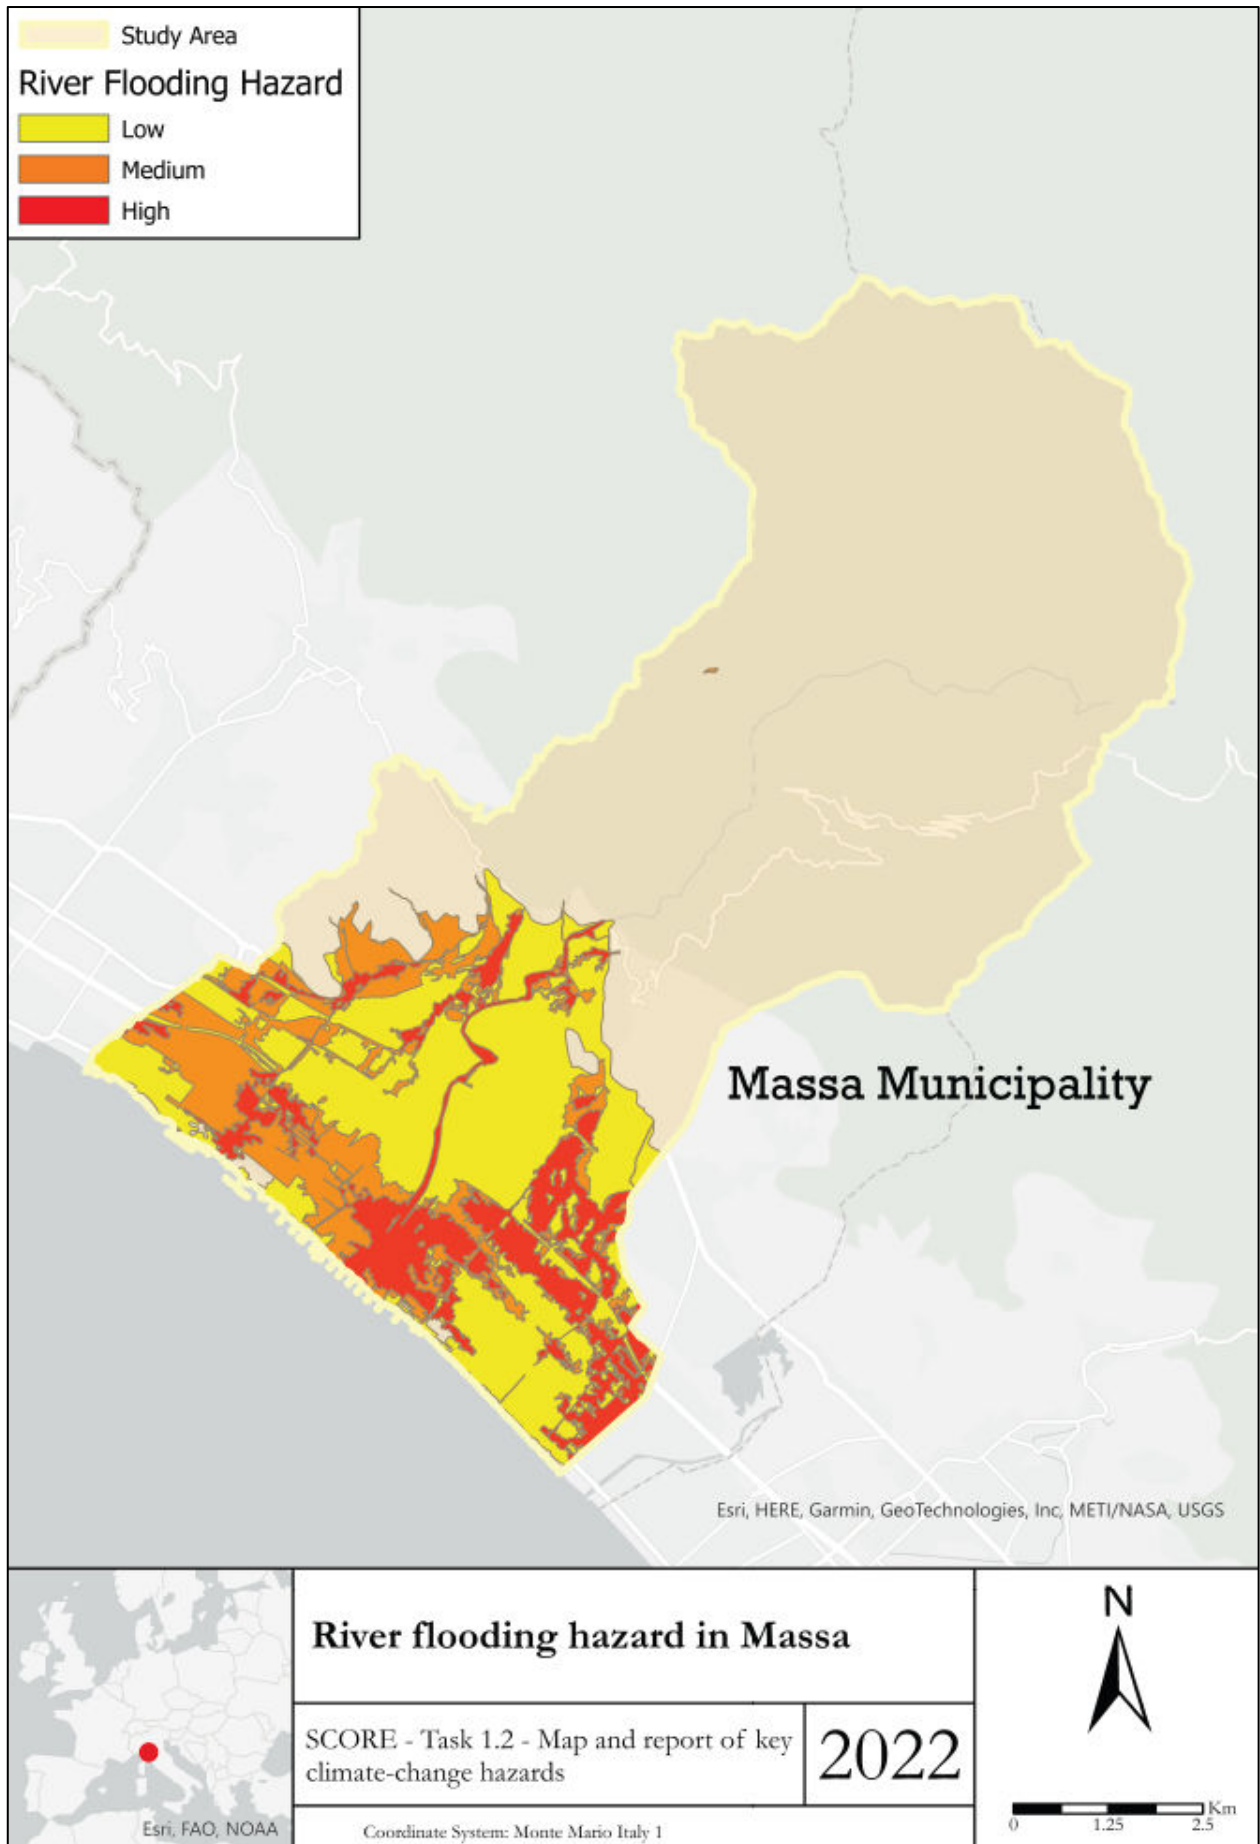 Study Area
River Flooding Hazard
Low
Medium
High
Massa Municipality
Esri, HERE, Garmin, GeoTechnologies, Inc, METI/NASA, USGS
Esri, FAO, NOAA
River flooding hazard in Massa
SCORE - Task 1.2 - Map and report of key
climate-change hazards
2022
Coordinate System: Monte Mario Italy 1
N
Km
0 1.25 2.5